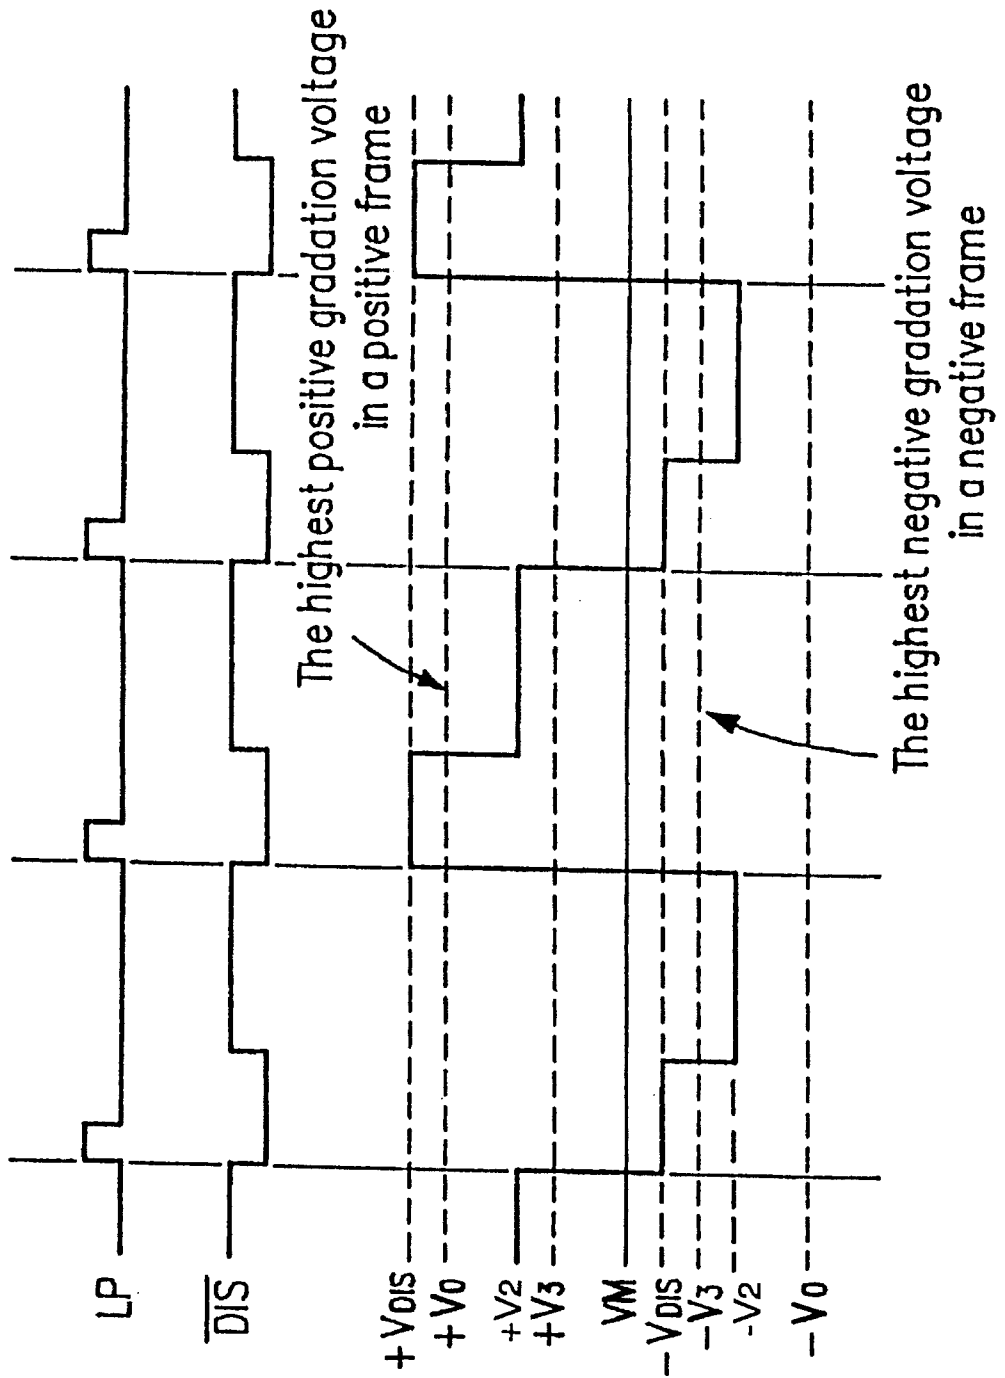 LP
DIS
The highest positive gradation voltage
in a positive frame
+VDIS
+V0
+V2
+V3
VM
-VDIS
-V3
-V2
-V0
The highest negative gradation voltage
in a negative frame